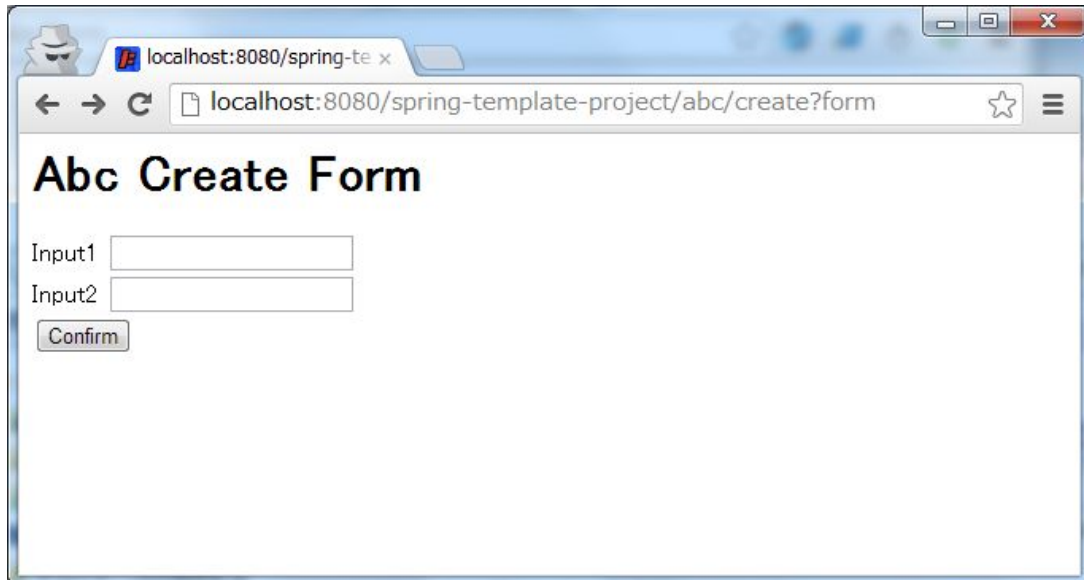 localhost:8080/spring-te
localhost:8080/spring-template-project/abc/create?form
Abc Create Form
Input1
Input2
Confirm